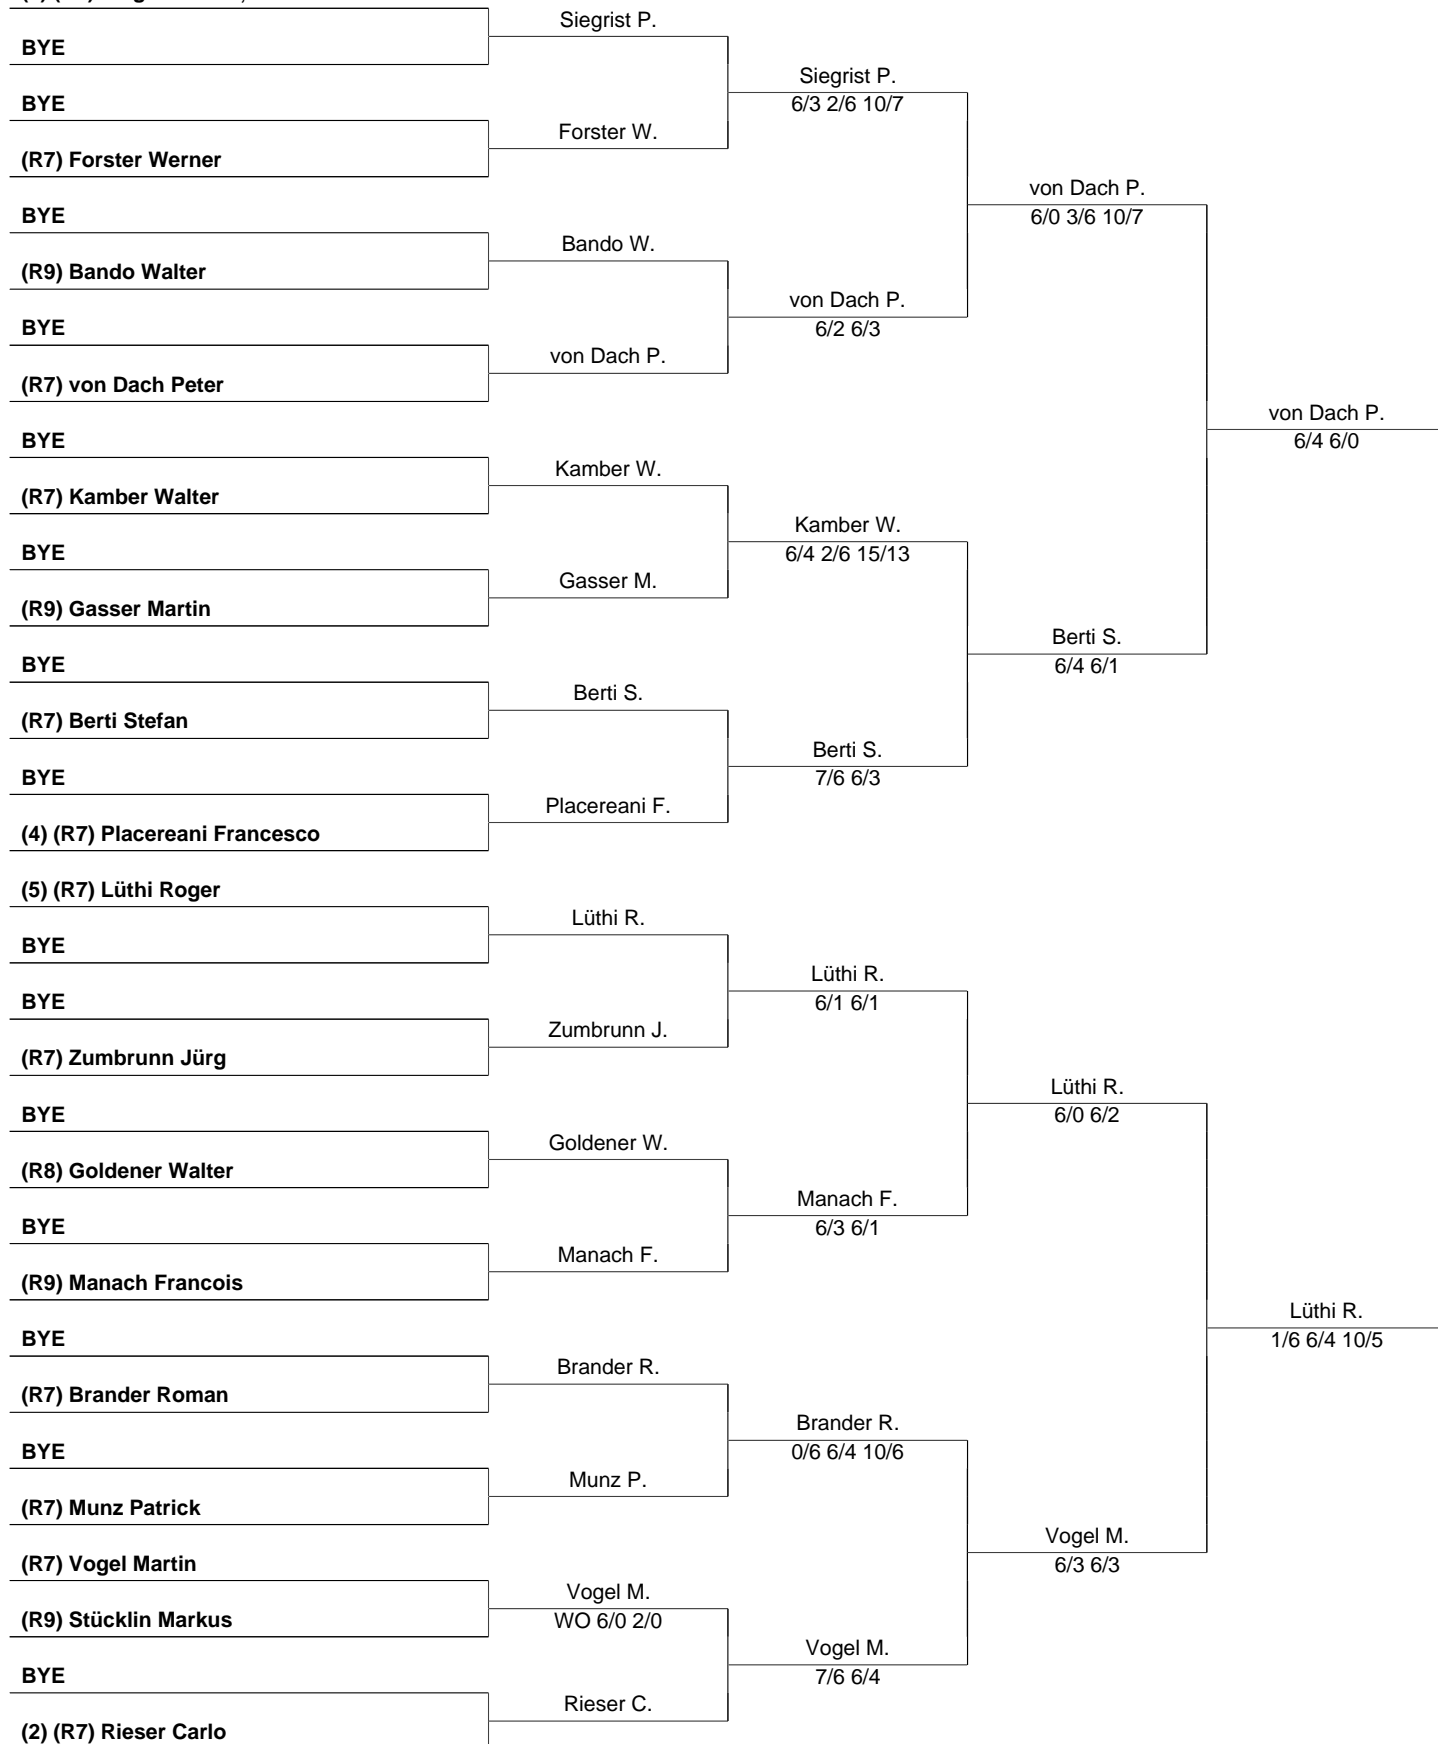 Siegrist P.
BYE
Siegrist P.
BYE
6/3 2/6 10/7
Forster W.
(R7) Forster Werner
von Dach P.
BYE
6/0 3/6 10/7
Bando W.
(R9) Bando Walter
von Dach P.
BYE
6/2 6/3
von Dach P.
(R7) von Dach Peter
von Dach P.
BYE
6/4 6/0
Kamber W.
(R7) Kamber Walter
Kamber W.
BYE
6/4 2/6 15/13
Gasser M.
(R9) Gasser Martin
Berti S.
BYE
6/4 6/1
Berti S.
(R7) Berti Stefan
Berti S.
BYE
7/6 6/3
Placereani F.
(4) (R7) Placereani Francesco
(5) (R7) Lüthi Roger
Lüthi R.
BYE
Lüthi R.
BYE
6/1 6/1
Zumbrunn J.
(R7) Zumbrunn Jürg
Lüthi R.
BYE
6/0 6/2
Goldener W.
(R8) Goldener Walter
Manach F.
BYE
6/3 6/1
Manach F.
(R9) Manach Francois
Lüthi R.
BYE
1/6 6/4 10/5
Brander R.
(R7) Brander Roman
Brander R.
BYE
0/6 6/4 10/6
Munz P.
(R7) Munz Patrick
Vogel M.
(R7) Vogel Martin
6/3 6/3
Vogel M.
(R9) Stücklin Markus
WO 6/0 2/0
Vogel M.
BYE
7/6 6/4
Rieser C.
(2) (R7) Rieser Carlo